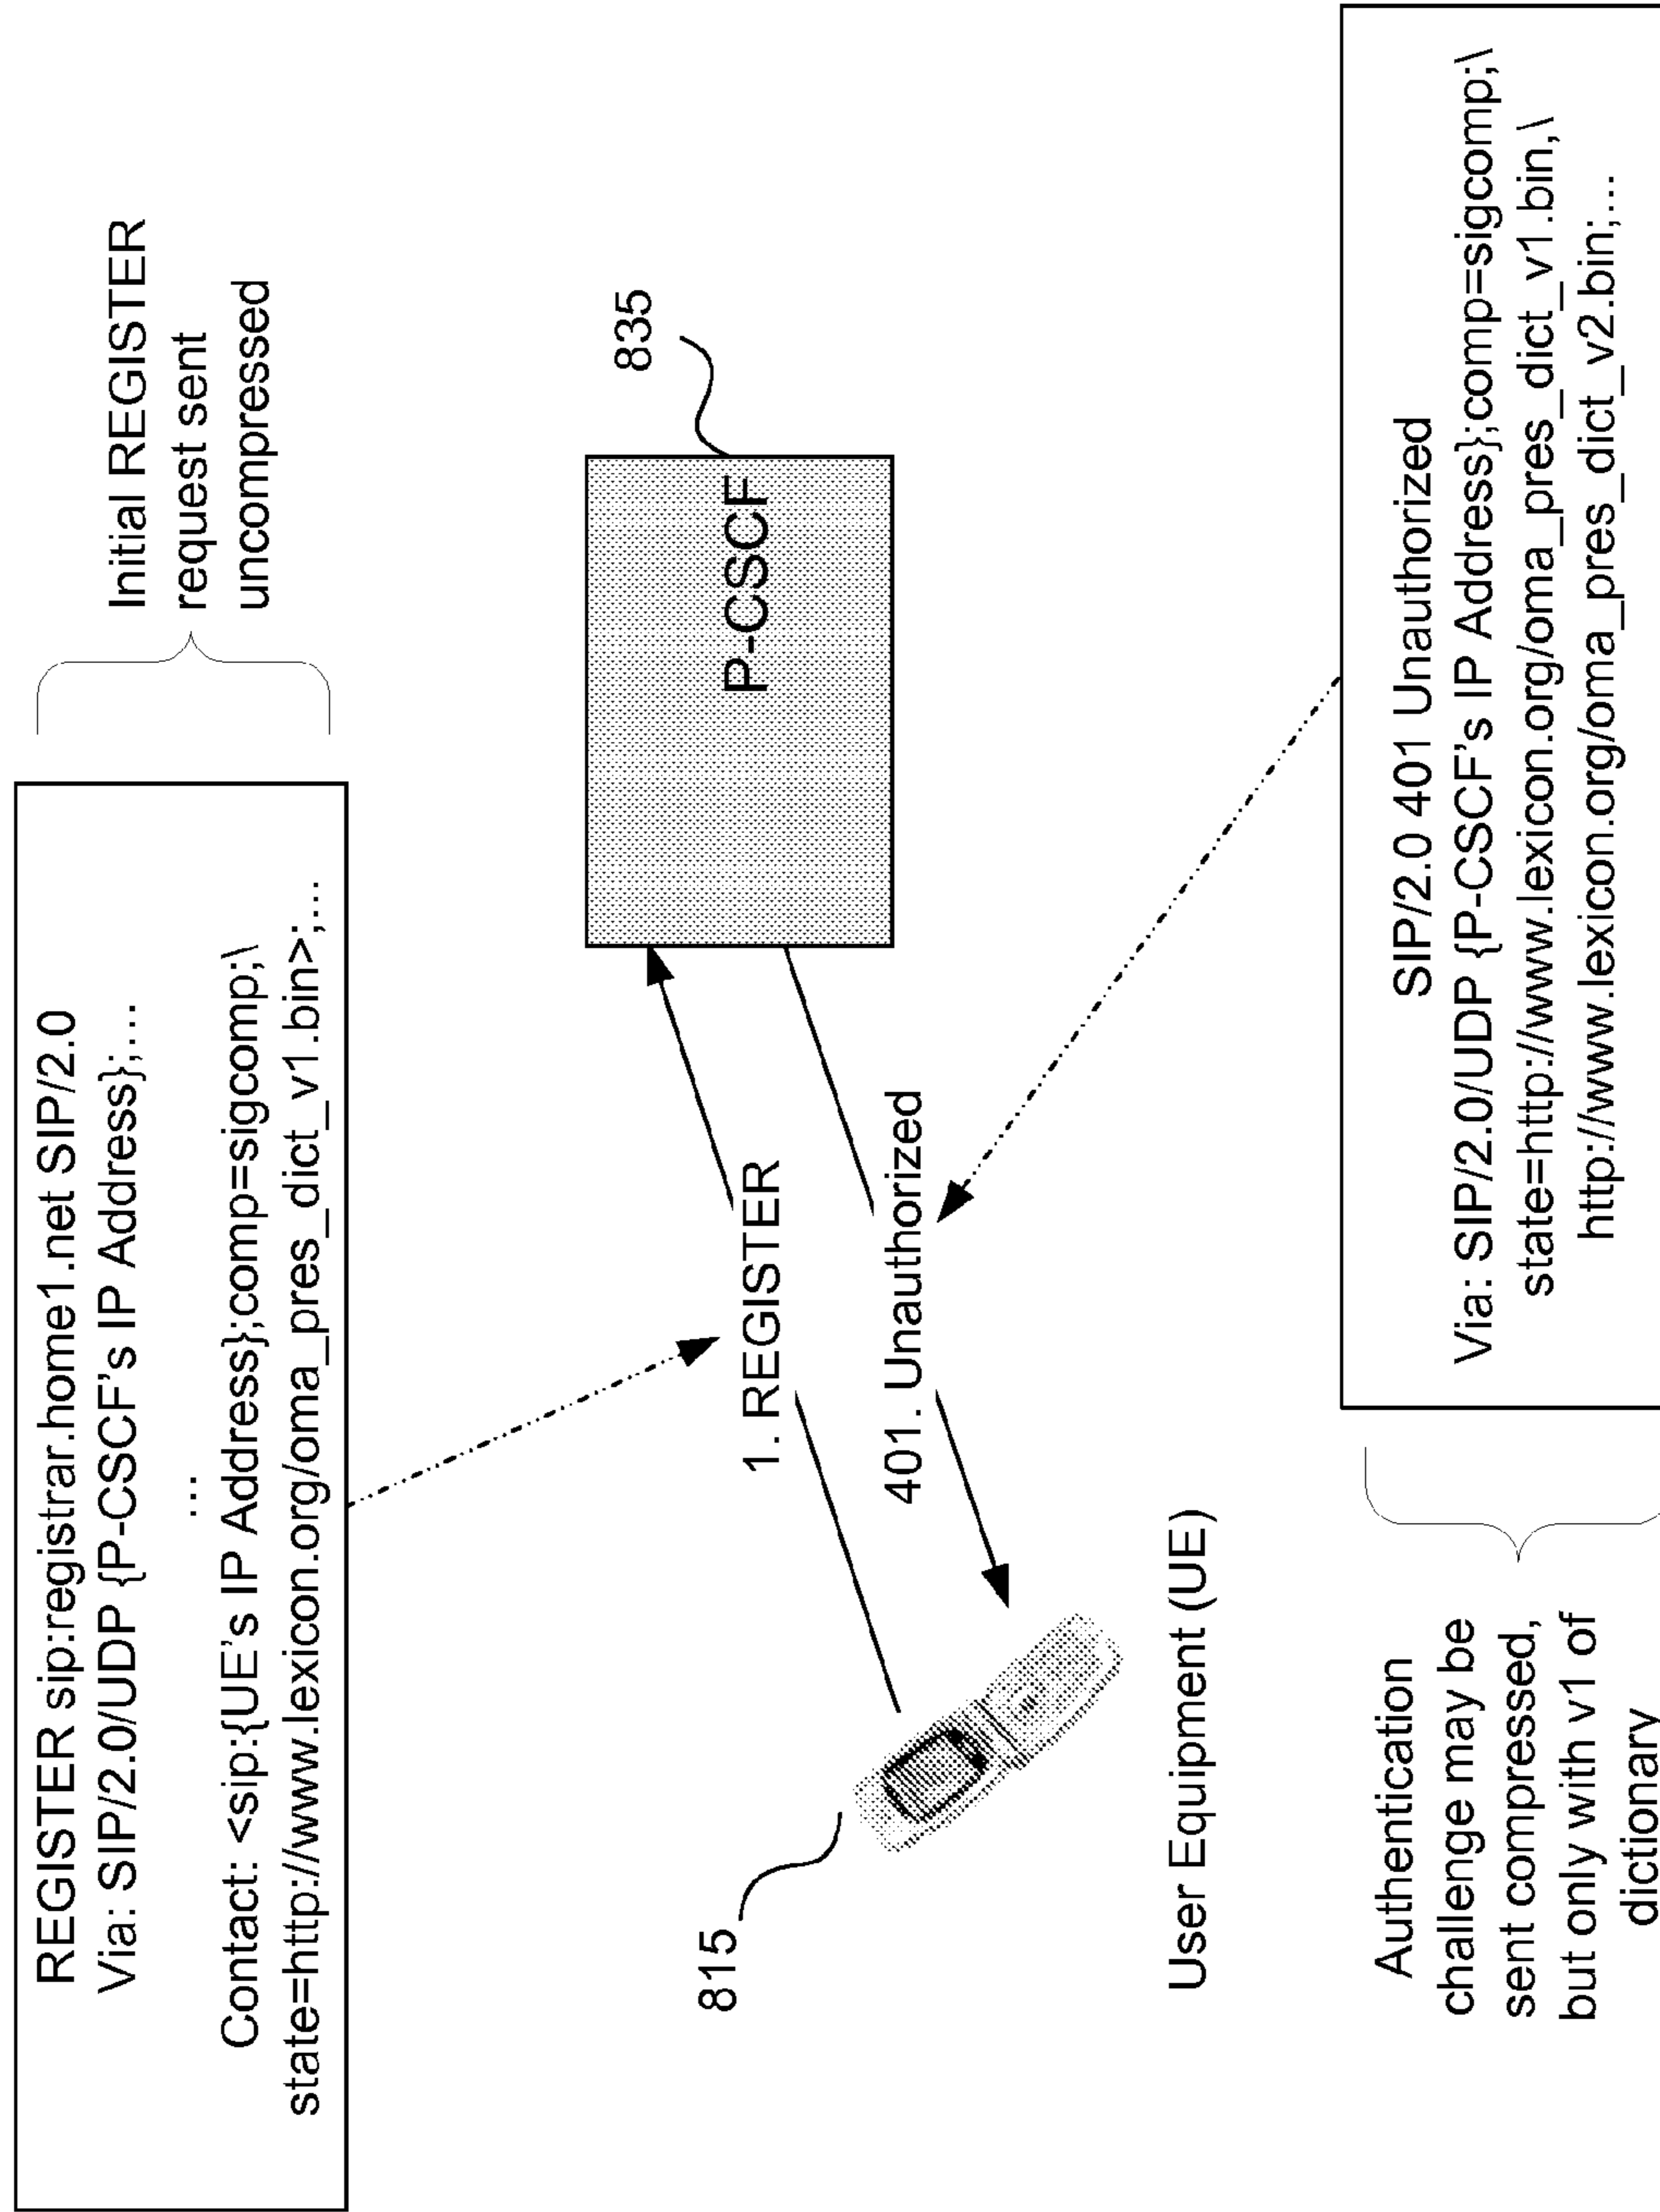 REGISTER sip:registrar.home1.net SIP/2.0
Via: SIP/2.0/UDP {P-CSCF's IP Address};...
...
Contact: <sip:{UE's IP Address};comp=sigcomp;\
state=http://www.lexicon.org/oma_pres_dict_v1.bin>;...
Initial REGISTER
request sent
uncompressed
835
P-CSCF
1. REGISTER
401. Unauthorized
815
User Equipment (UE)
Authentication
challenge may be
sent compressed,
but only with v1 of
dictionary
SIP/2.0 401 Unauthorized
Via: SIP/2.0/UDP {P-CSCF's IP Address};comp=sigcomp;\
state=http://www.lexicon.org/oma_pres_dict_v1.bin,\
http://www.lexicon.org/oma_pres_dict_v2.bin;...